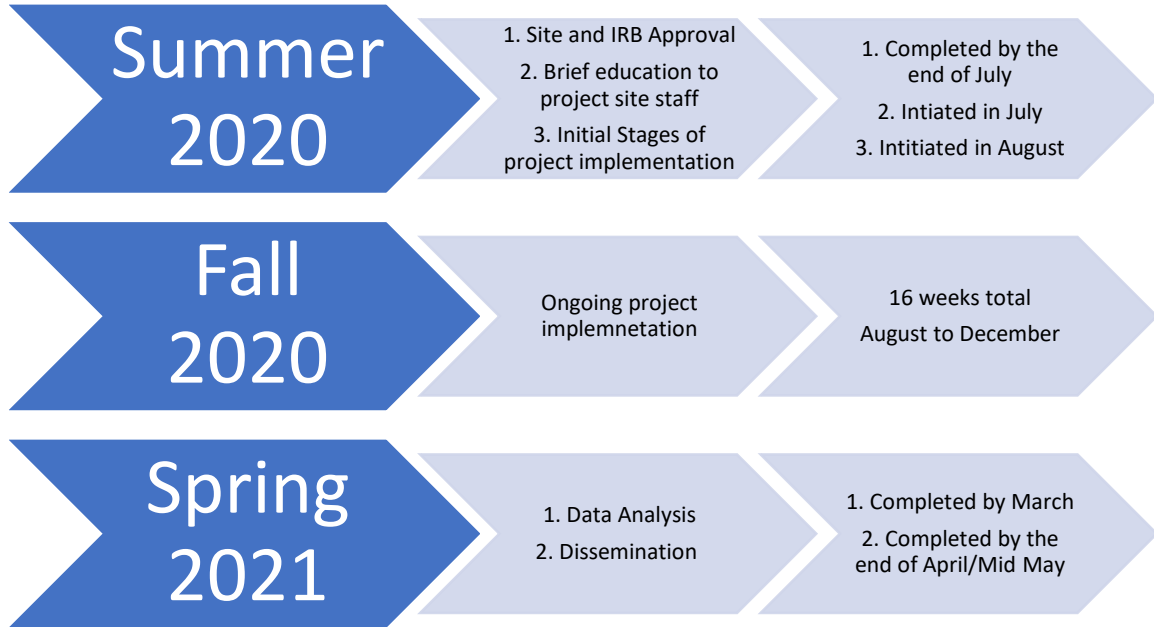 Summer
2020
1. Site and IRB Approval
2. Brief education to
project site staff
3. Initial Stages of
project implementation
1. Completed by the
end of July
2. Intiated in July
3. Intitiated in August
Fall
2020
Ongoing project
implemnetation
16 weeks total
August to December
Spring
2021
1. Data Analysis
2. Dissemination
1. Completed by March
2. Completed by the
end of April/Mid May